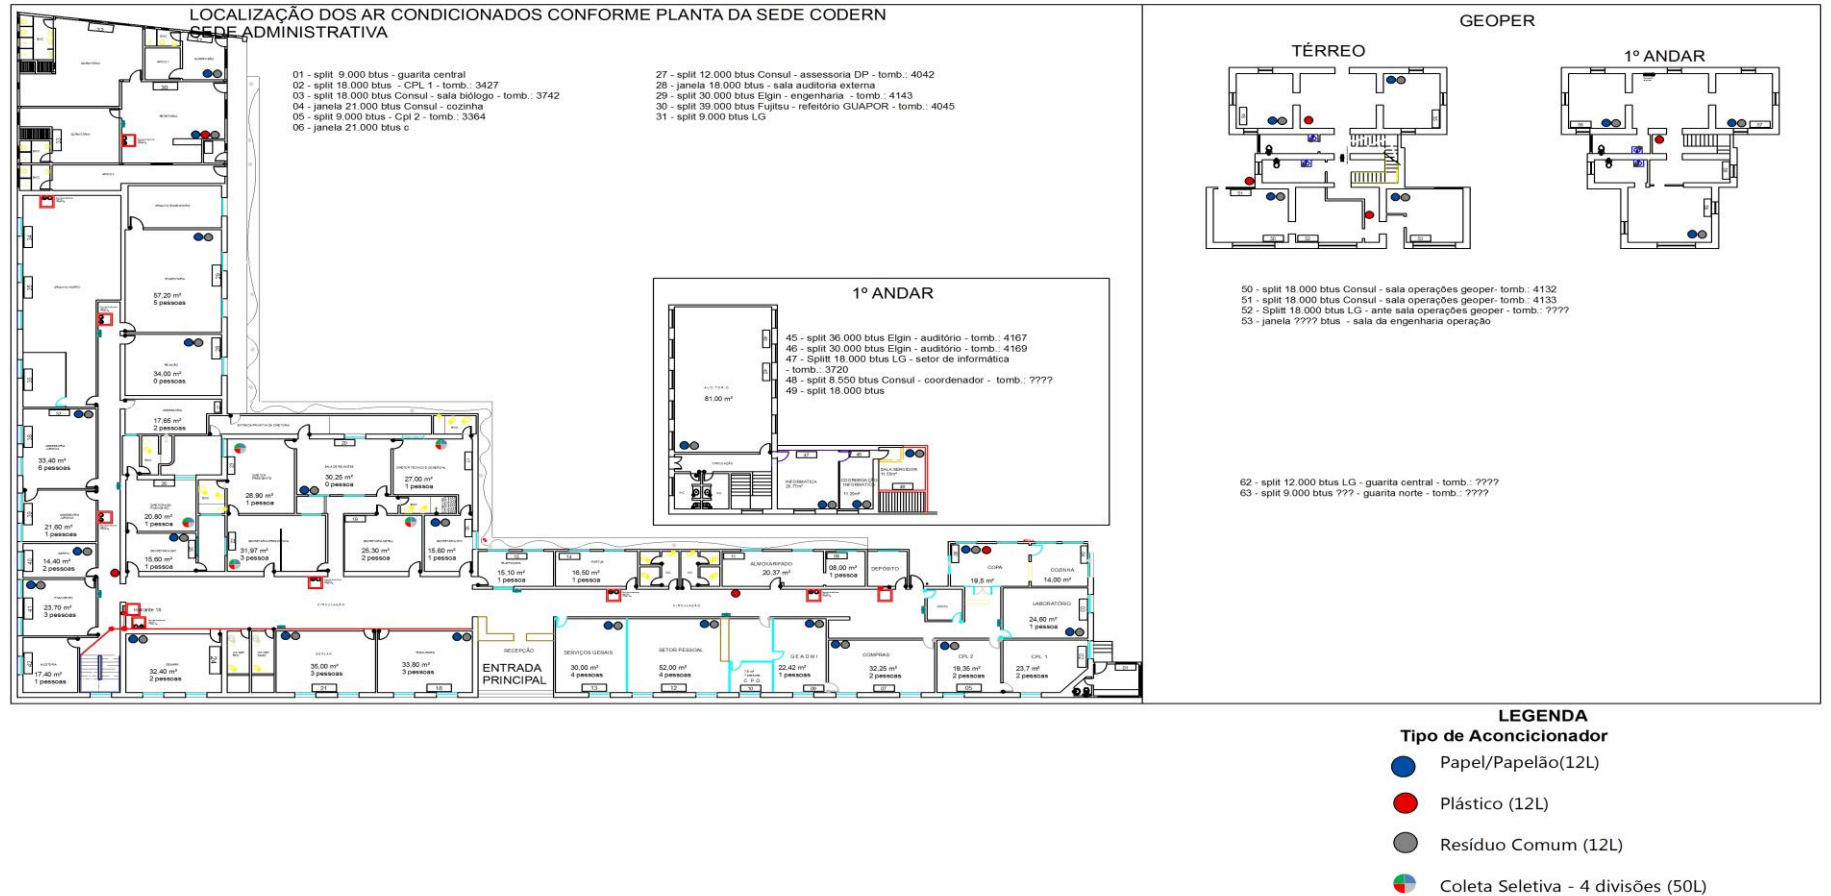 LOCALIZAÇÃO DOS AR CONDICIONADOS CONFORME PLANTA DA SEDE CODERN
SEDE ADMINISTRATIVA
01 - split 9.000 btus - guarita central
02 - split 18.000 btus - CPL 1 - tomb.: 3427
03 - split 18.000 btus Consul - sala biólogo - tomb.: 3742
04 - janela 21.000 btus Consul - cozinha
05 - split 9.000 btus - Cpl 2 - tomb.: 3364
06 - janela 21.000 btus c
27 - split 12.000 btus Consul - assessoria DP - tomb.: 4042
28 - janela 18.000 btus - sala auditoria externa
29 - split 30.000 btus Elgin - engenharia - tomb.: 4143
30 - split 39.000 btus Fujitsu - refeitório GUAPOR - tomb.: 4045
31 - split 9.000 btus LG
57,20 m²
5 pessoas
34,00 m²
0 pessoas
17,65 m²
2 pessoas
33,40 m²
6 pessoas
28,90 m²
1 pessoa
30,25 m²
0 pessoas
27,00 m²
1 pessoa
21,60 m²
1 pessoa
20,80 m²
1 pessoa
14,40 m²
2 pessoas
15,60 m²
1 pessoa
31,97 m²
3 pessoa
25,30 m²
2 pessoa
15,60 m²
1 pessoa
23,70 m²
3 pessoas
17,40 m²
1 pessoas
32,40 m²
2 pessoas
35,00 m²
3 pessoas
33,80 m²
3 pessoas
CIRCULAÇÃO
15,10 m²
1 pessoa
16,50 m²
1 pessoa
ALMOXARIFADO
20,37 m²
08,00 m²
1 pessoa
DEPÓSITO
COPA
19,5 m²
COZINHA
14,00 m²
LABORATÓRIO
24,60 m²
1 pessoa
CIRCULAÇÃO
RECEPÇÃO
ENTRADA
PRINCIPAL
SERVIÇOS GERAIS
30,00 m²
4 pessoas
SETOR PESSOAL
52,00 m²
4 pessoas
GEADMI
22,42 m²
1 pessoas
COMPRAS
32,25 m²
2 pessoas
CPL 2
19,35 m²
2 pessoas
CPL 1
23,7 m²
2 pessoas
21
18
13
12
10
07
05
1º ANDAR
45 - split 36.000 btus Elgin - auditório - tomb.: 4167
46 - split 30.000 btus Elgin - auditório - tomb.: 4169
47 - Splitt 18.000 btus LG - setor de informática
- tomb.: 3720
48 - split 8.550 btus Consul - coordenador - tomb.: ????
49 - split 18.000 btus
AUDITÓRIO
81,00 m²
CIRCULAÇÃO
INFORMÁTICA
COORDENAÇÃO
INFORMÁTICA
11,20m²
SALA SERVIDOR
GEOPER
TÉRREO
1º ANDAR
50 - split 18.000 btus Consul - sala operações geoper- tomb.: 4132
51 - split 18.000 btus Consul - sala operações geoper- tomb.: 4133
52 - Splitt 18.000 btus LG - ante sala operações geoper - tomb.: ????
53 - janela ???? btus - sala da engenharia operação
62 - split 12.000 btus LG - guarita central - tomb.: ????
63 - split 9.000 btus ??? - guarita norte - tomb.: ????
LEGENDA
Tipo de Aconcicionador
Papel/Papelão(12L)
Plástico (12L)
Resíduo Comum (12L)
Coleta Seletiva - 4 divisões (50L)